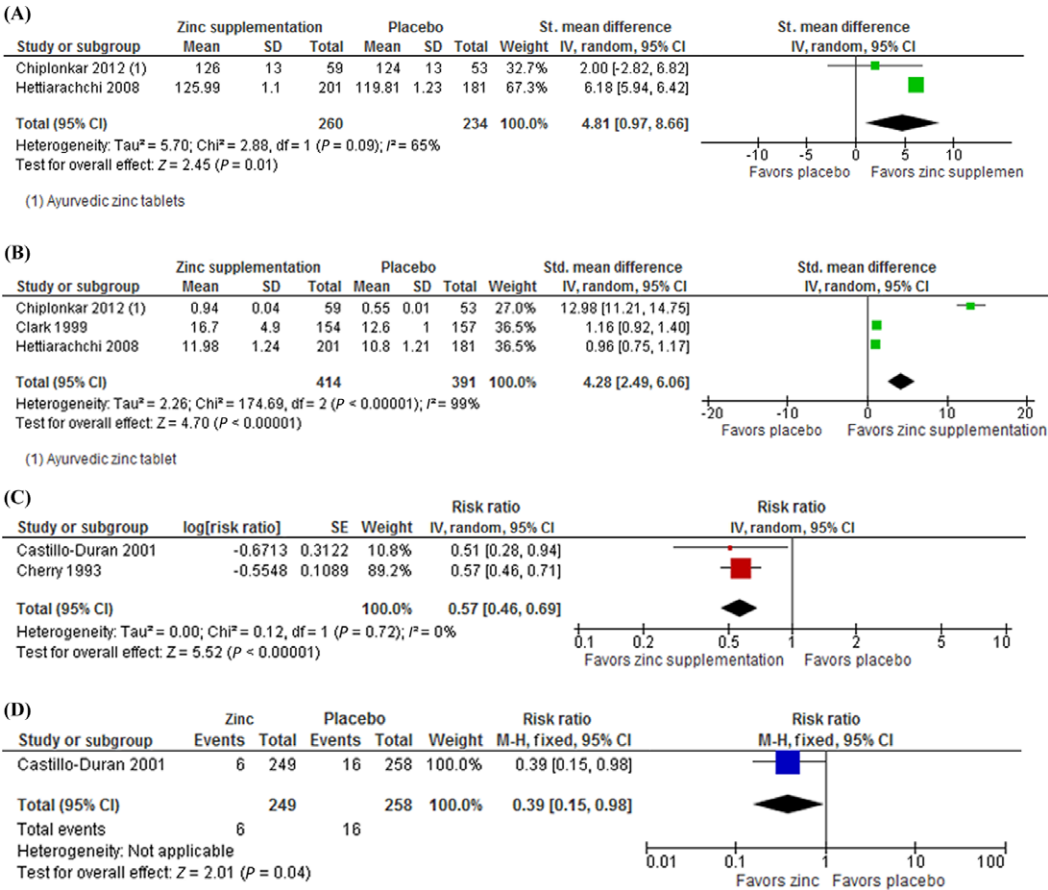 (A)
Zinc supplementation Placebo St. mean difference St. mean difference
Study or subgroup Mean SD Total Mean SD Total Weight IV, random, 95% CI IV, random, 95% CI
Chiplonkar 2012 (1) 126 13 59 124 13 53 32.7% 2.00 [-2.82, 6.82]
Hettiarachchi 2008 125.99 1.1 201 119.81 1.23 181 67.3% 6.18 [5.94, 6.42]
Total (95% CI) 260 234 100.0% 4.81 [0.97, 8.66]
Heterogeneity: Tau² = 5.70; Chi² = 2.88, df = 1 (P = 0.09); I² = 65%
Test for overall effect: Z = 2.45 (P = 0.01)
-10 -5 0 5 10
Favors placebo Favors zinc supplemen
(1) Ayurvedic zinc tablets
(B)
Zinc supplementation Placebo Std. mean difference Std. mean difference
Study or subgroup Mean SD Total Mean SD Total Weight IV, random, 95% CI IV, random, 95% CI
Chiplonkar 2012 (1) 0.94 0.04 59 0.55 0.01 53 27.0% 12.98 [11.21, 14.75]
Clark 1999 16.7 4.9 154 12.6 1 157 36.5% 1.16 [0.92, 1.40]
Hettiarachchi 2008 11.98 1.24 201 10.8 1.21 181 36.5% 0.96 [0.75, 1.17]
Total (95% CI) 414 391 100.0% 4.28 [2.49, 6.06]
Heterogeneity: Tau² = 2.26; Chi² = 174.69, df = 2 (P < 0.00001); I² = 99%
Test for overall effect: Z = 4.70 (P < 0.00001)
-20 -10 0 10 20
Favors placebo Favors zinc supplementation
(1) Ayurvedic zinc tablet
(C)
Risk ratio Risk ratio
Study or subgroup log[risk ratio] SE Weight IV, random, 95% CI IV, random, 95% CI
Castillo-Duran 2001 -0.6713 0.3122 10.8% 0.51 [0.28, 0.94]
Cherry 1993 -0.5548 0.1089 89.2% 0.57 [0.46, 0.71]
Total (95% CI) 100.0% 0.57 [0.46, 0.69]
Heterogeneity: Tau² = 0.00; Chi² = 0.12, df = 1 (P = 0.72); I² = 0%
Test for overall effect: Z = 5.52 (P < 0.00001)
0.1 0.2 0.5 1 2 5 10
Favors zinc supplementation Favors placebo
(D)
Zinc Placebo Risk ratio Risk ratio
Study or subgroup Events Total Events Total Weight M-H, fixed, 95% CI M-H, fixed, 95% CI
Castillo-Duran 2001 6 249 16 258 100.0% 0.39 [0.15, 0.98]
Total (95% CI) 249 258 100.0% 0.39 [0.15, 0.98]
Total events 6 16
Heterogeneity: Not applicable
Test for overall effect: Z = 2.01 (P = 0.04)
0.01 0.1 1 10 100
Favors zinc Favors placebo